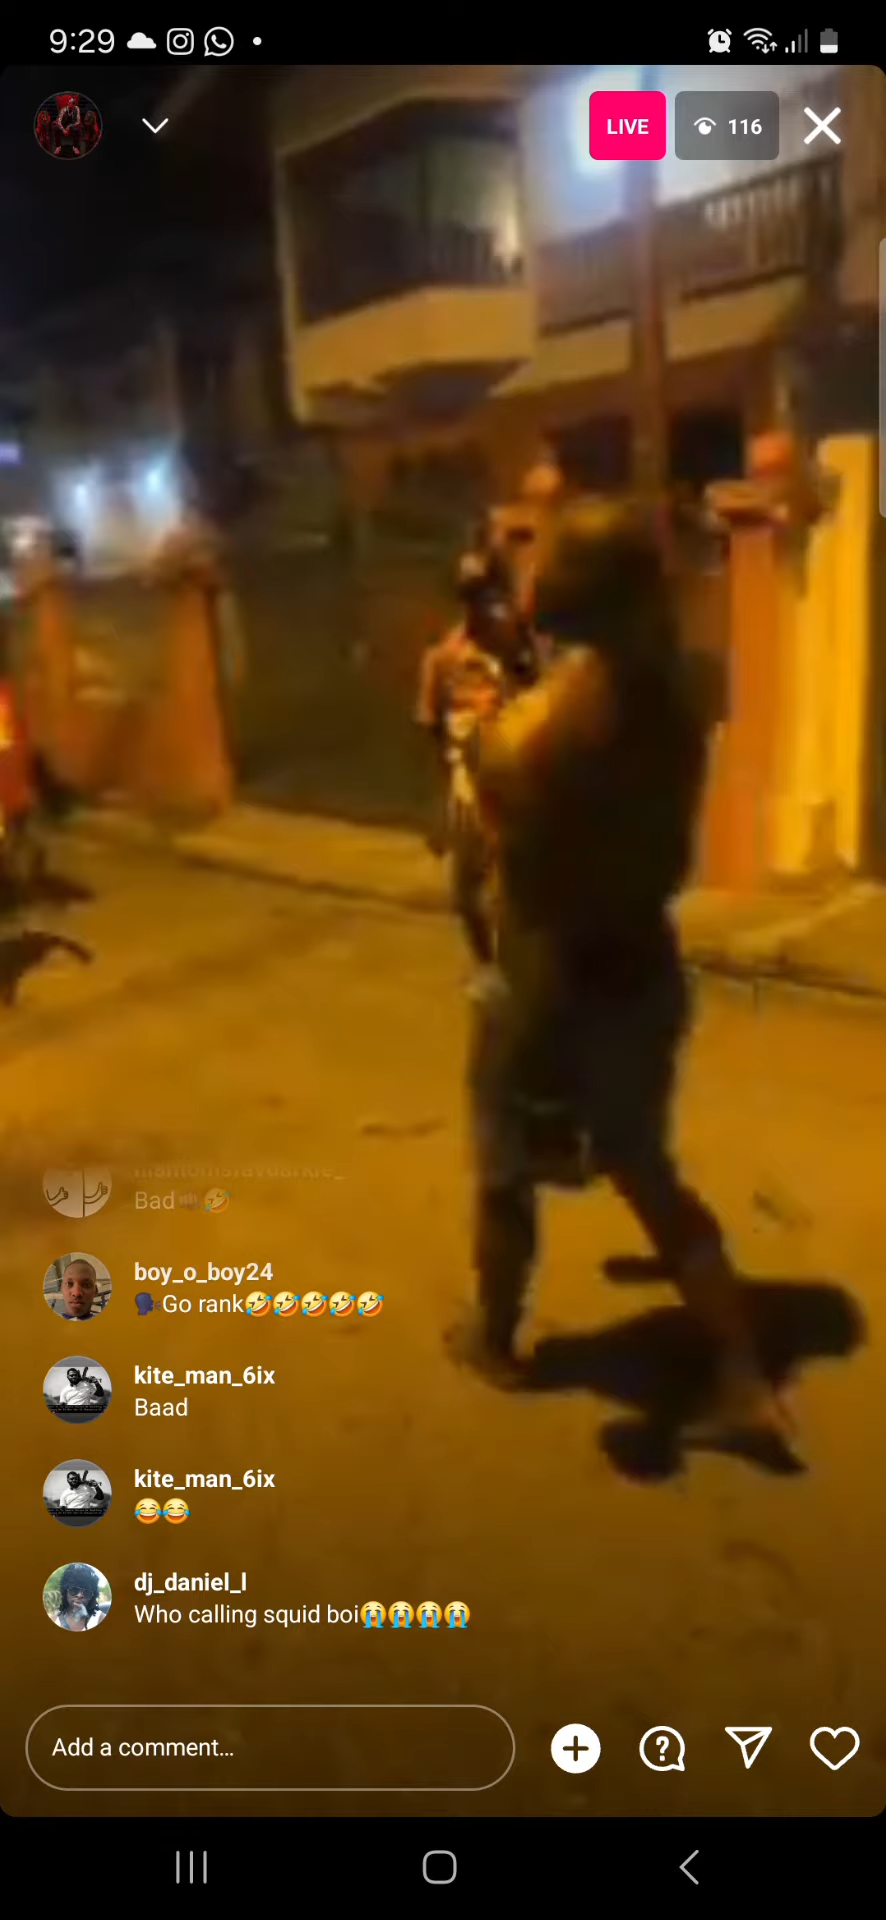 9:29
LIVE
116
Bad👊🏿🤣
boy_o_boy24
🗣Go rank🤣🤣🤣🤣🤣
kite_man_6ix
Baad
kite_man_6ix
😂😂
dj_daniel_l
Who calling squid boi😭😭😭😭
Add a comment...